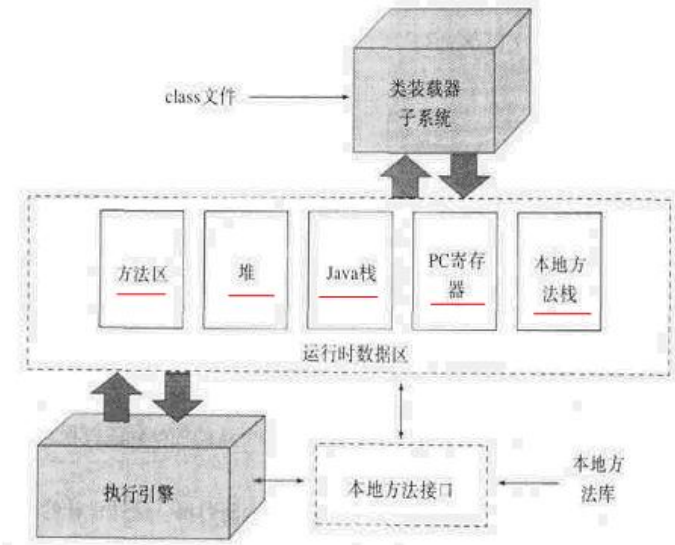 class文件
类装载器
子系统
方法区
堆
Java栈
PC寄存
器
本地方
法栈
运行时数据区
执行引擎
本地方法接口
本地方
法库